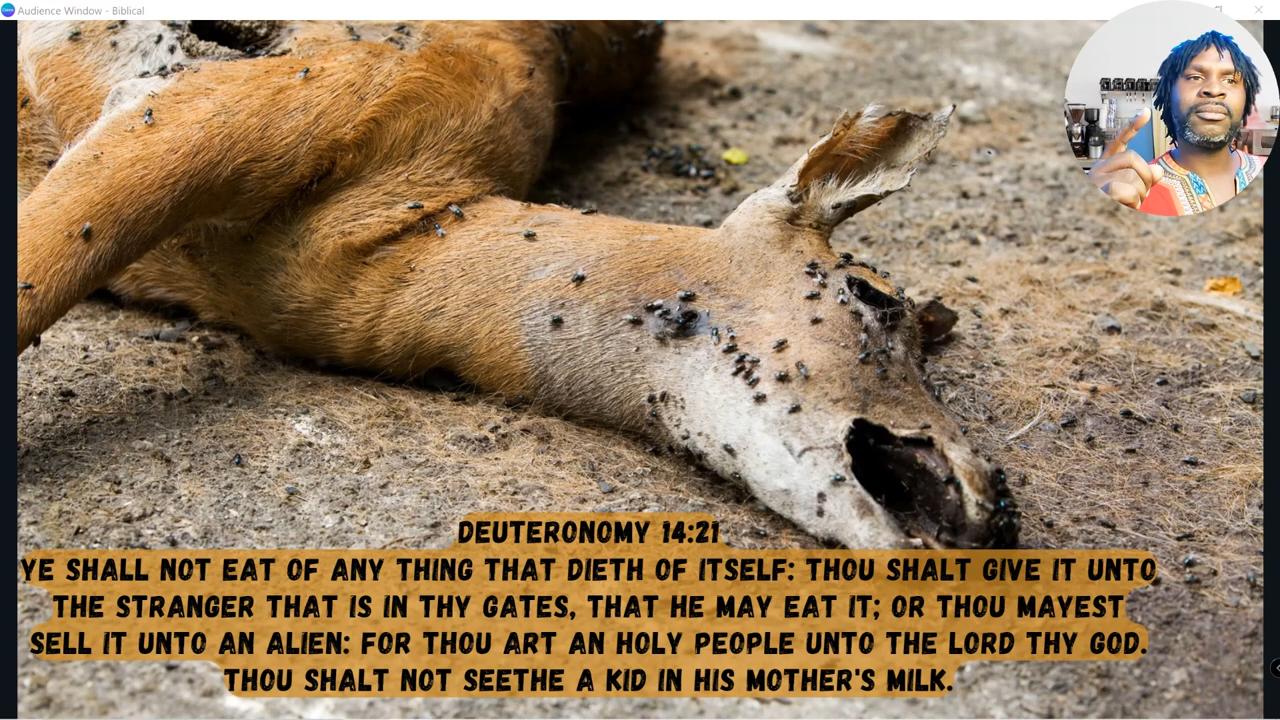 Audience Window - Biblical
DEUTERONOMY 14:21
YE SHALL NOT EAT OF ANY THING THAT DIETH OF ITSELF: THOU SHALT GIVE IT UNTO
THE STRANGER THAT IS IN THY GATES, THAT HE MAY EAT IT; OR THOU MAYEST
SELL IT UNTO AN ALIEN: FOR THOU ART AN HOLY PEOPLE UNTO THE LORD THY GOD.
THOU SHALT NOT SEETHE A KID IN HIS MOTHER'S MILK.